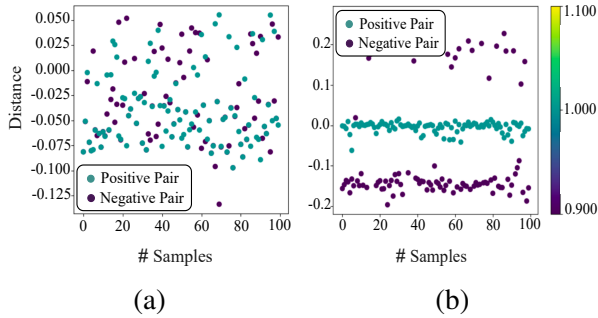 0.050
0.025
0.000
-0.025
-0.050
-0.075
-0.100
-0.125
Distance
Positive Pair
Negative Pair
0 20 40 60 80 100
# Samples
(a)
0.2
0.1
0.0
-0.1
-0.2
Positive Pair
Negative Pair
0 20 40 60 80 100
# Samples
(b)
1.100
1.000
0.900